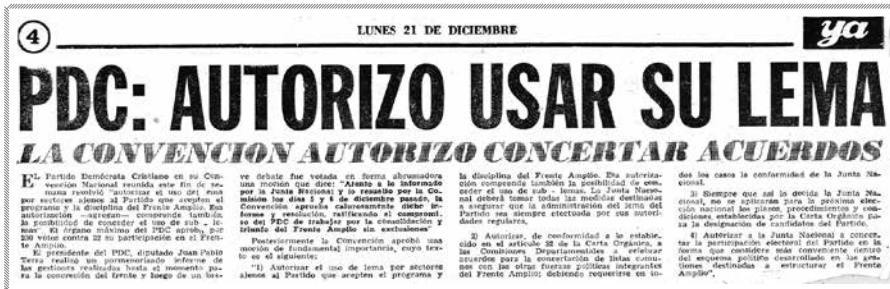 4
LUNES 21 DE DICIEMBRE
ya
PDC: AUTORIZO USAR SU LEMA
LA CONVENCION AUTORIZO CONCERTAR ACUERDOS
EL Partido Demócrata Cristiano en su Con-
vención Nacional reunida este fin de se-
mana resolvió "autorizar el uso del lema
por sectores ajenos al Partido que acepten el
programa y la disciplina del Frente Amplio. Esa
autorización —agregan— comprende también
la posibilidad de conceder el uso de sub-le-
mas" El órgano máximo del PDC aprobó, por
230 votos contra 22 su participación en el Fren-
te Amplio.
El presidente del PDC, diputado Juan Pablo
Terra realizó un pormenorizado informe de
las gestiones realizadas hasta el momento pa-
ra la concreción del frente y luego de un bre-
ve debate fue votada en forma abrumadora
una moción que dice: "Atento a lo informado
por la Junta Nacional y lo resuelto por la Co-
misión los días 5 y 6 de diciembre pasado, la
Convención aprueba calurosamente dicho in-
forme y resolución, ratificando el compromi-
so del PDC de trabajar por la consolidación y
triunfo del Frente Amplio sin exclusiones"
Posteriormente la Convención aprobó una
moción de fundamental importancia, cuyo tex-
to es el siguiente:
"1) Autorizar el uso de lema por sectores
ajenos al Partido que acepten el programa y
la disciplina del Frente Amplio. Eta autoriza-
ción comprende también la posibilidad de con-
ceder el uso de sub-lemas. La Junta Nacio-
nal deberá tomar todas las medidas destinadas
a asegurar que la administración del lema del
Partido sea siempre efectuada por sus autori-
dades regulares.
2) Autorizar, de conformidad a lo estable-
cido en el artículo 52 de la Carta Orgánica, a
las Comisiones Departamentales a celebrar
acuerdos para la concertación de listas comu-
nes con las otras fuerzas políticas integrantes
del Frente Amplio; debiendo requerirse en to-
dos los casos la conformidad de la Junta Na-
cional.
3) Siempre que así lo decida la Junta Na-
cional, no se aplicarán para la próxima elec-
ción nacional los plazos, procedimientos y con-
diciones establecidas por la Carta Orgánica pa-
ra la designación de candidatos del Partido.
4) Autorizar a la Junta Nacional a concer-
tar la participación electoral del Partido en la
forma que considere más conveniente dentro
del esquema político desarrollado en las ges-
tiones destinadas a estructurar el Frente
Amplio".